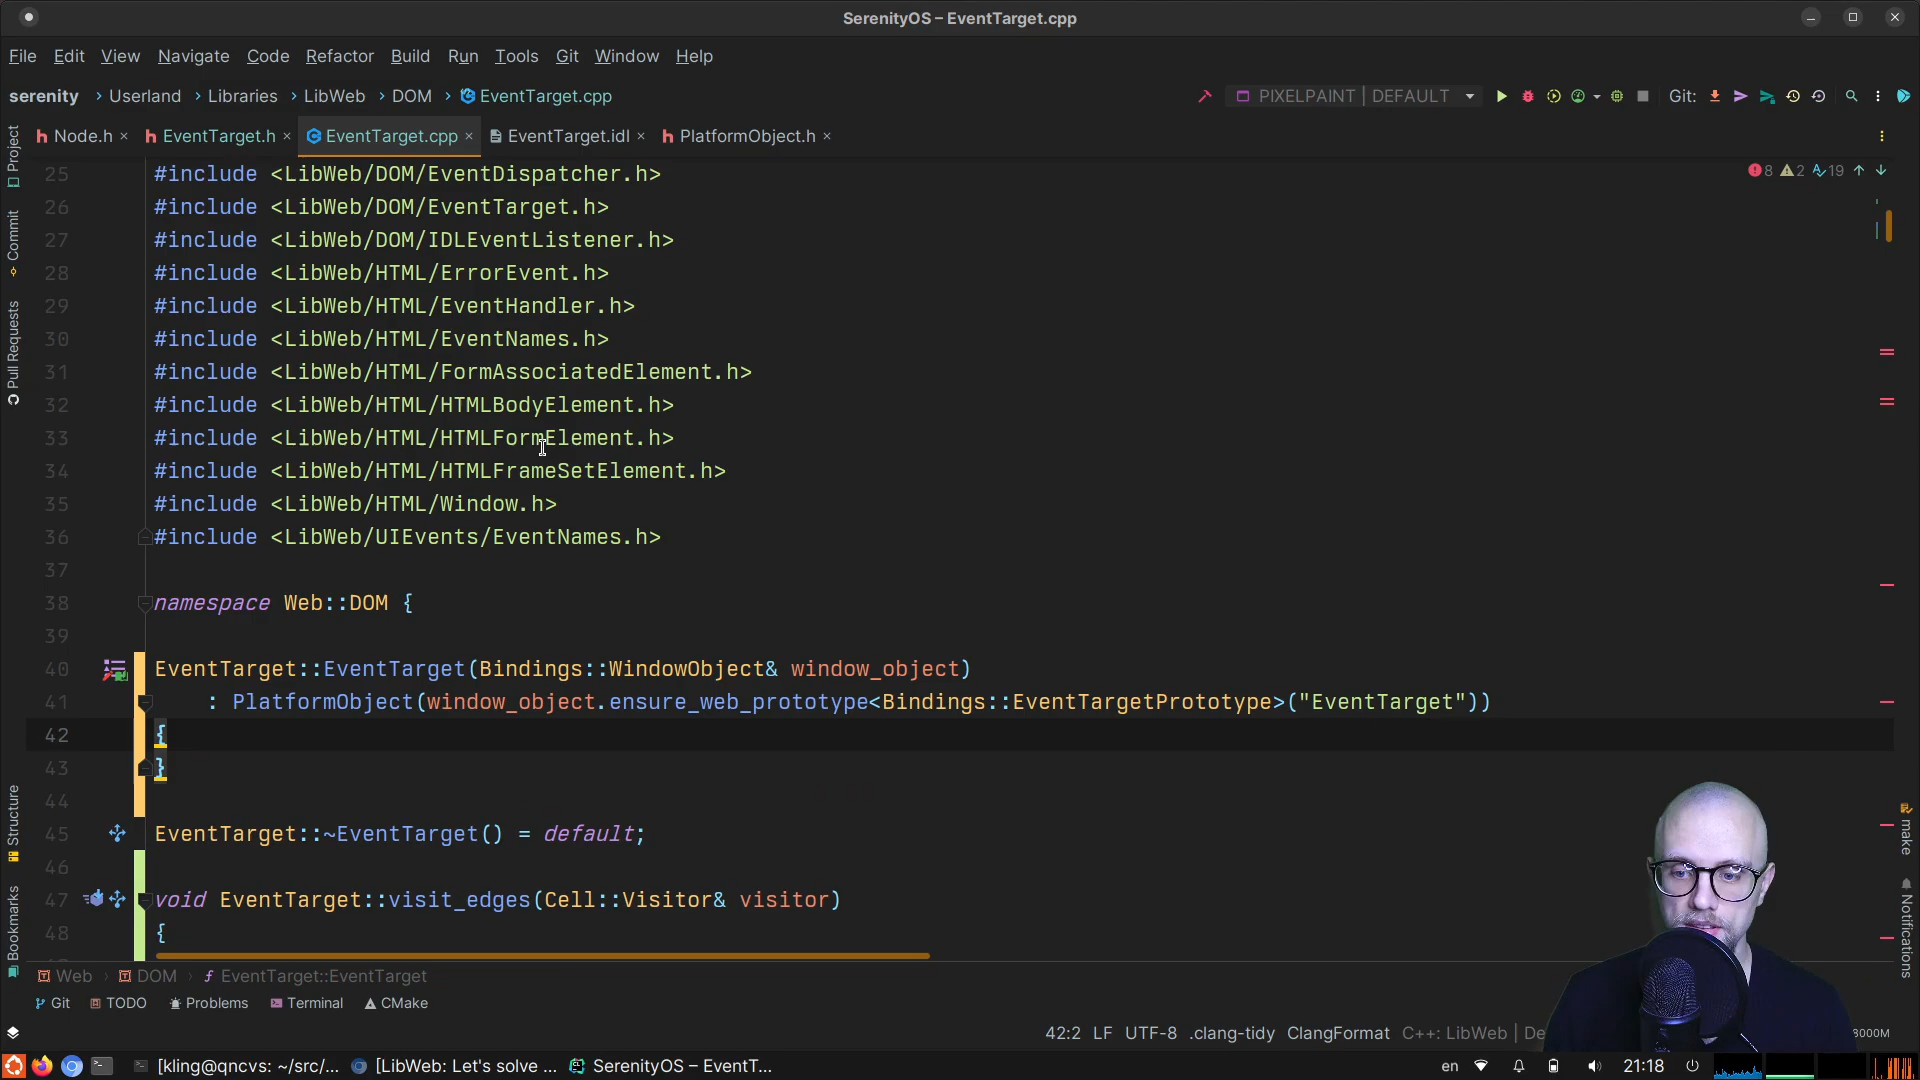 SerenityOS – EventTarget.cpp
File Edit View Navigate Code Refactor Build Run Tools Git Window Help
serenity › Userland › Libraries › LibWeb › DOM › EventTarget.cpp
PIXELPAINT | DEFAULT Git:
Node.h EventTarget.h EventTarget.cpp EventTarget.idl PlatformObject.h
8 2 19
Project
Commit
Pull Requests
Structure
Bookmarks
make
Notifications
25 #include <LibWeb/DOM/EventDispatcher.h>
26 #include <LibWeb/DOM/EventTarget.h>
27 #include <LibWeb/DOM/IDLEventListener.h>
28 #include <LibWeb/HTML/ErrorEvent.h>
29 #include <LibWeb/HTML/EventHandler.h>
30 #include <LibWeb/HTML/EventNames.h>
31 #include <LibWeb/HTML/FormAssociatedElement.h>
32 #include <LibWeb/HTML/HTMLBodyElement.h>
33 #include <LibWeb/HTML/HTMLFormElement.h>
34 #include <LibWeb/HTML/HTMLFrameSetElement.h>
35 #include <LibWeb/HTML/Window.h>
36 #include <LibWeb/UIEvents/EventNames.h>
37
38 namespace Web::DOM {
39
40 EventTarget::EventTarget(Bindings::WindowObject& window_object)
41 : PlatformObject(window_object.ensure_web_prototype<Bindings::EventTargetPrototype>("EventTarget"))
42 {
43 }
44
45 EventTarget::~EventTarget() = default;
46
47 void EventTarget::visit_edges(Cell::Visitor& visitor)
48 {
Web › DOM › EventTarget::EventTarget
Git TODO Problems Terminal CMake
42:2 LF UTF-8 .clang-tidy ClangFormat C++: LibWeb | De
[kling@qncvs: ~/src/... [LibWeb: Let's solve ... SerenityOS – EventT...
en 21:18